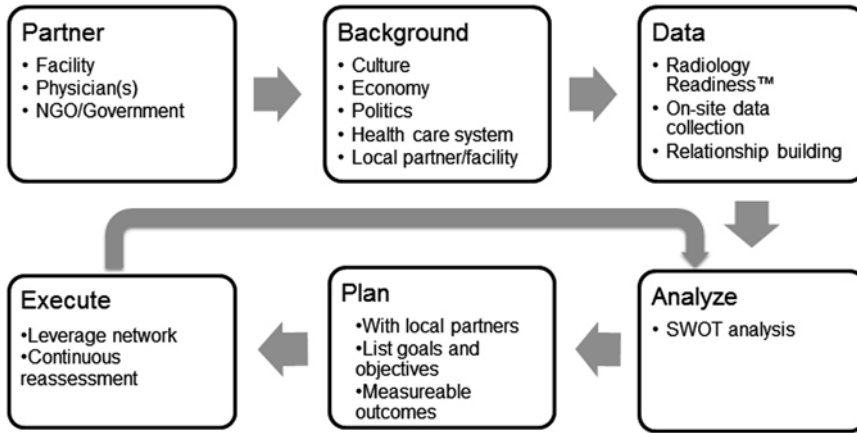 Partner
• Facility
• Physician(s)
• NGO/Government
Background
• Culture
• Economy
• Politics
• Health care system
• Local partner/facility
Data
• Radiology
Readiness™
• On-site data
collection
• Relationship building
Execute
•Leverage network
•Continuous
reassessment
Plan
•With local partners
•List goals and
objectives
•Measureable
outcomes
Analyze
• SWOT analysis